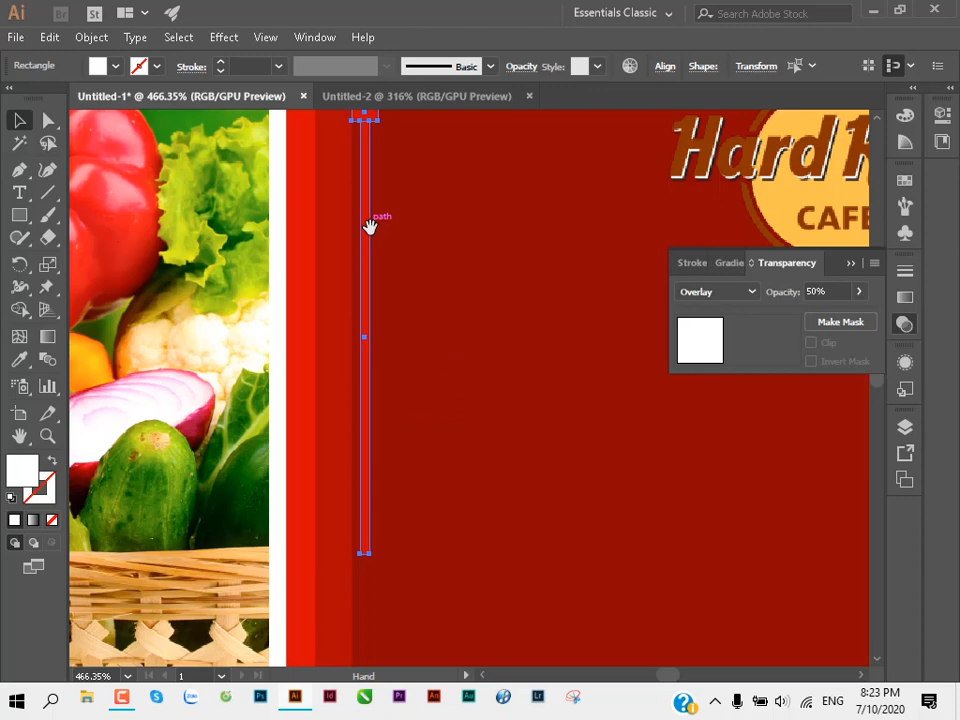 Ai
Br
St
Essentials Classic
Search Adobe Stock
File Edit Object Type Select Effect View Window Help
Rectangle
Stroke:
Basic
Opacity
Style:
Align
Shape:
Transform
Untitled-1* @ 466.35% (RGB/GPU Preview) ×
Untitled-2 @ 316% (RGB/GPU Preview) ×
Hard R
CAFE
path
Stroke
Gradie
Transparency
Overlay
Opacity: 50%
Make Mask
Clip
Invert Mask
466.35%
1
Hand
ENG
8:23 PM
7/10/2020